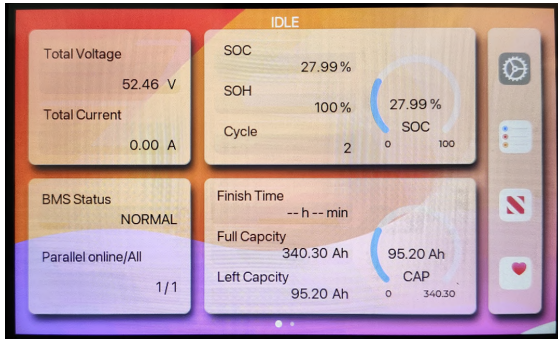 IDLE
Total Voltage
52.46 V
Total Current
0.00 A
SOC
27.99%
SOH
100%
Cycle
2
27.99%
SOC
0 100
BMS Status
NORMAL
Parallel online/All
1/1
Finish Time
-- h -- min
Full Capcity
340.30 Ah
Left Capcity
95.20 Ah
95.20 Ah
CAP
0 340.30